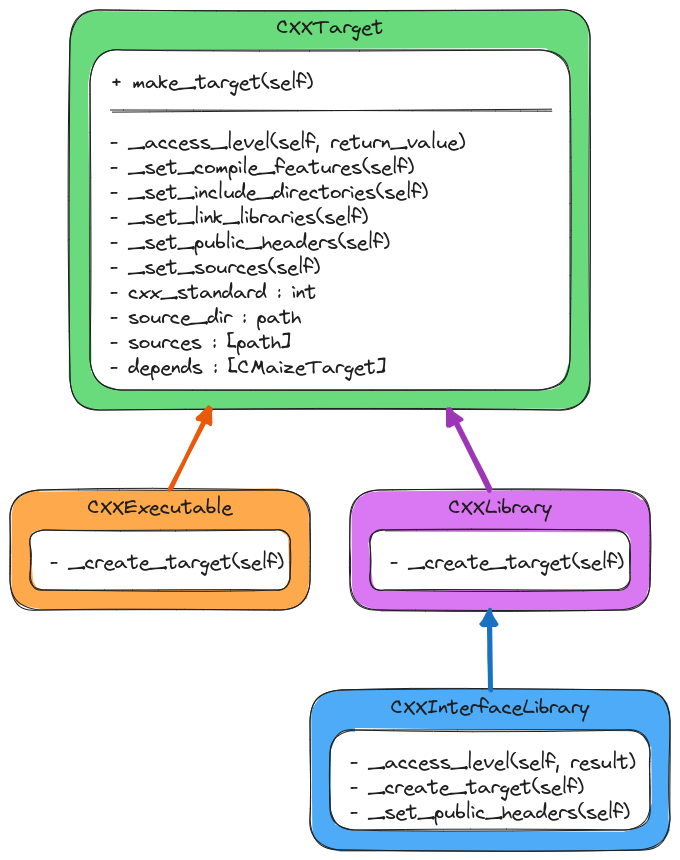 CXXTarget
+ make_target(self)
- _access_level(self, return_value)
- _set_compile_features(self)
- _set_include_directories(self)
- _set_link_libraries(self)
- _set_public_headers(self)
- _set_sources(self)
- cxx_standard : int
- source_dir : path
- sources : [path]
- depends : [CMaizeTarget]
CXXExecutable
- _create_target(self)
CXXLibrary
- _create_target(self)
CXXInterfaceLibrary
- _access_level(self, result)
- _create_target(self)
- _set_public_headers(self)